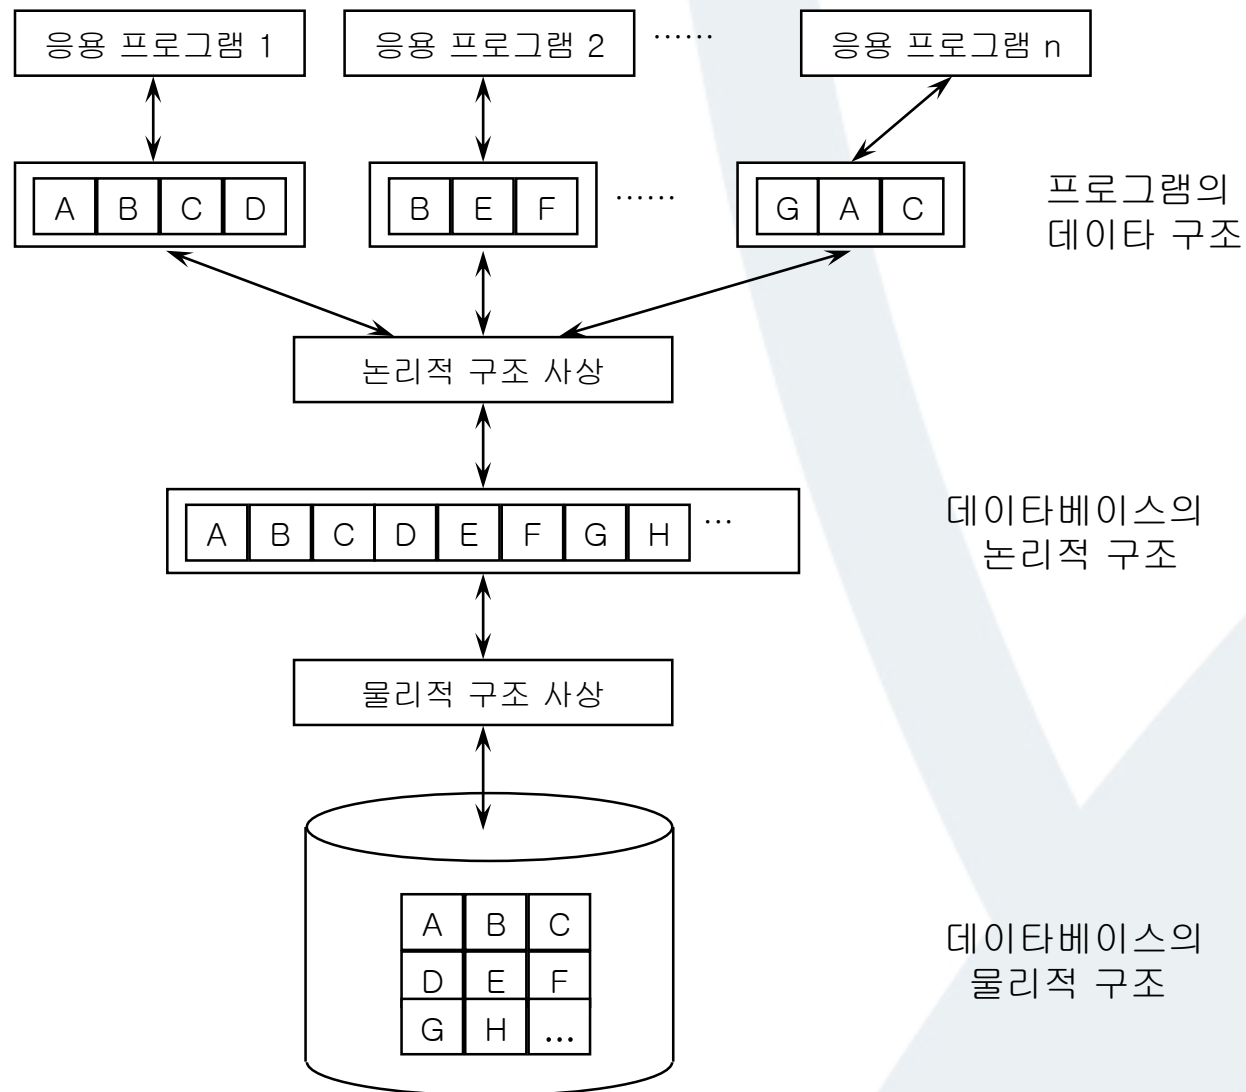 응용 프로그램 1
응용 프로그램 2
······
응용 프로그램 n
A B C D
B E F
······
G A C
프로그램의
데이타 구조
논리적 구조 사상
A B C D E F G H ···
데이타베이스의
논리적 구조
물리적 구조 사상
A B C
D E F
G H ...
데이타베이스의
물리적 구조